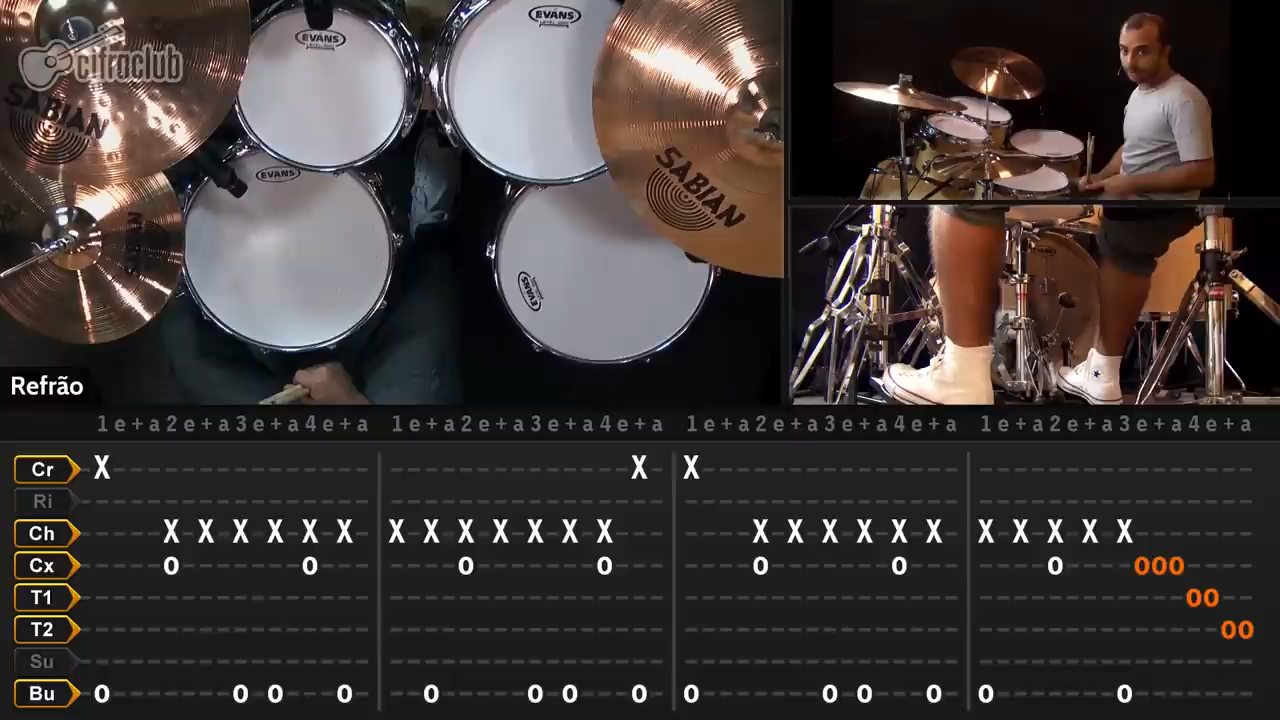 cifraclub
EVANS
EVANS
EVANS
EVANS
SABIAN
SABIAN
Refrão
1 e + a 2 e + a 3 e + a 4 e + a 1 e + a 2 e + a 3 e + a 4 e + a 1 e + a 2 e + a 3 e + a 4 e + a 1 e + a 2 e + a 3 e + a 4 e + a
Cr X X X
Ri
Ch X X X X X X X X X X X X X X X X X X X X X X X X
Cx 0 0 0 0 0 0 0 000
T1 00
T2 00
Su
Bu 0 0 0 0 0 0 0 0 0 0 0 0 0 0